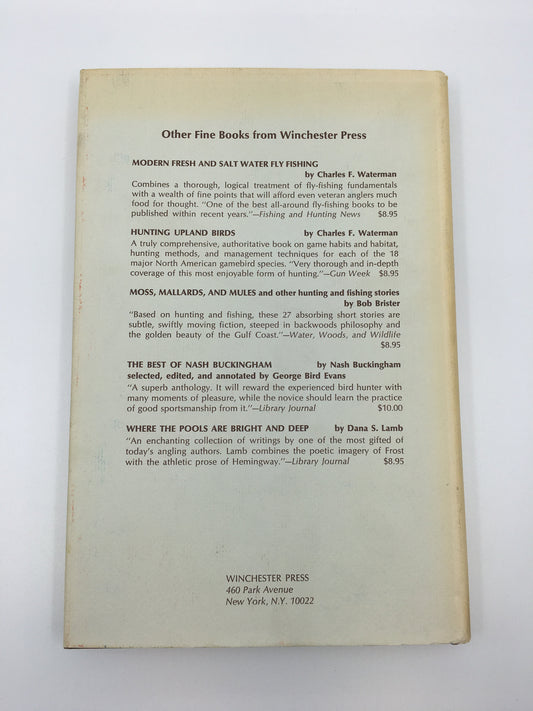 Other Fine Books from Winchester Press
MODERN FRESH AND SALT WATER FLY FISHING
by Charles F. Waterman
Combines a thorough, logical treatment of fly-fishing fundamentals
with a wealth of fine points that will afford even veteran anglers much
food for thought. "One of the best all-around fly-fishing books to be
published within recent years."—Fishing and Hunting News $8.95
HUNTING UPLAND BIRDS by Charles F. Waterman
A truly comprehensive, authoritative book on game habits and habitat,
hunting methods, and management techniques for each of the 18
major North American gamebird species. "Very thorough and in-depth
coverage of this most enjoyable form of hunting."—Gun Week $8.95
MOSS, MALLARDS, AND MULES and other hunting and fishing stories
by Bob Brister
"Based on hunting and fishing, these 27 absorbing short stories are
subtle, swiftly moving fiction, steeped in backwoods philosophy and
the golden beauty of the Gulf Coast."—Water, Woods, and Wildlife
$8.95
THE BEST OF NASH BUCKINGHAM by Nash Buckingham
selected, edited, and annotated by George Bird Evans
"A superb anthology. It will reward the experienced bird hunter with
many moments of pleasure, while the novice should learn the practice
of good sportsmanship from it."—Library Journal $10.00
WHERE THE POOLS ARE BRIGHT AND DEEP by Dana S. Lamb
"An enchanting collection of writings by one of the most gifted of
today's angling authors. Lamb combines the poetic imagery of Frost
with the athletic prose of Hemingway."—Library Journal $8.95
WINCHESTER PRESS
460 Park Avenue
New York, N.Y. 10022